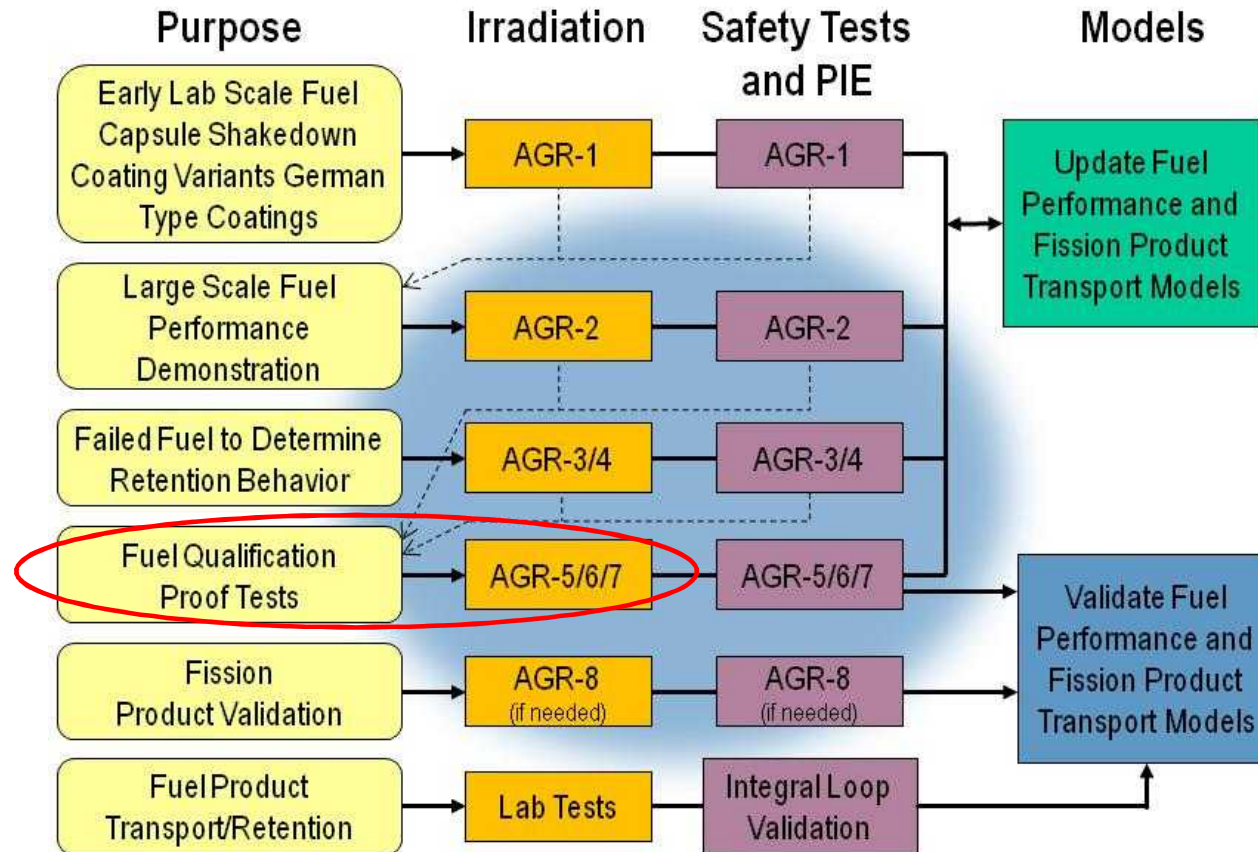 Purpose
Irradiation
Safety Tests
and PIE
Models
Early Lab Scale Fuel
Capsule Shakedown
Coating Variants German
Type Coatings
AGR-1
AGR-1
Update Fuel
Performance and
Fission Product
Transport Models
Large Scale Fuel
Performance
Demonstration
AGR-2
AGR-2
Failed Fuel to Determine
Retention Behavior
AGR-3/4
AGR-3/4
Fuel Qualification
Proof Tests
AGR-5/6/7
AGR-5/6/7
Validate Fuel
Performance and
Fission Product
Transport Models
Fission
Product Validation
AGR-8
(if needed)
AGR-8
(if needed)
Fuel Product
Transport/Retention
Lab Tests
Integral Loop
Validation